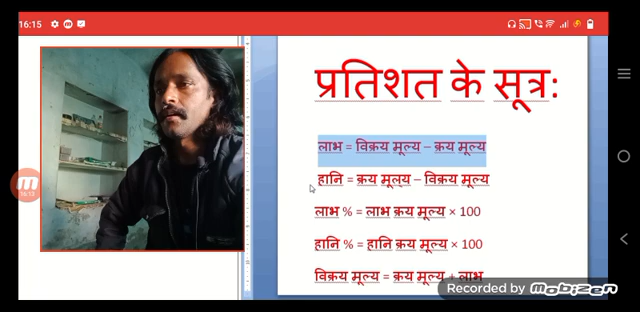 16:15
प्रतिशत के सूत्र:
लाभ = विक्रय मूल्य – क्रय मूल्य
हानि = क्रय मूल्य – विक्रय मूल्य
लाभ % = लाभ क्रय मूल्य × 100
हानि % = हानि क्रय मूल्य × 100
विक्रय मूल्य = क्रय मूल्य + लाभ
Recorded by mobizen